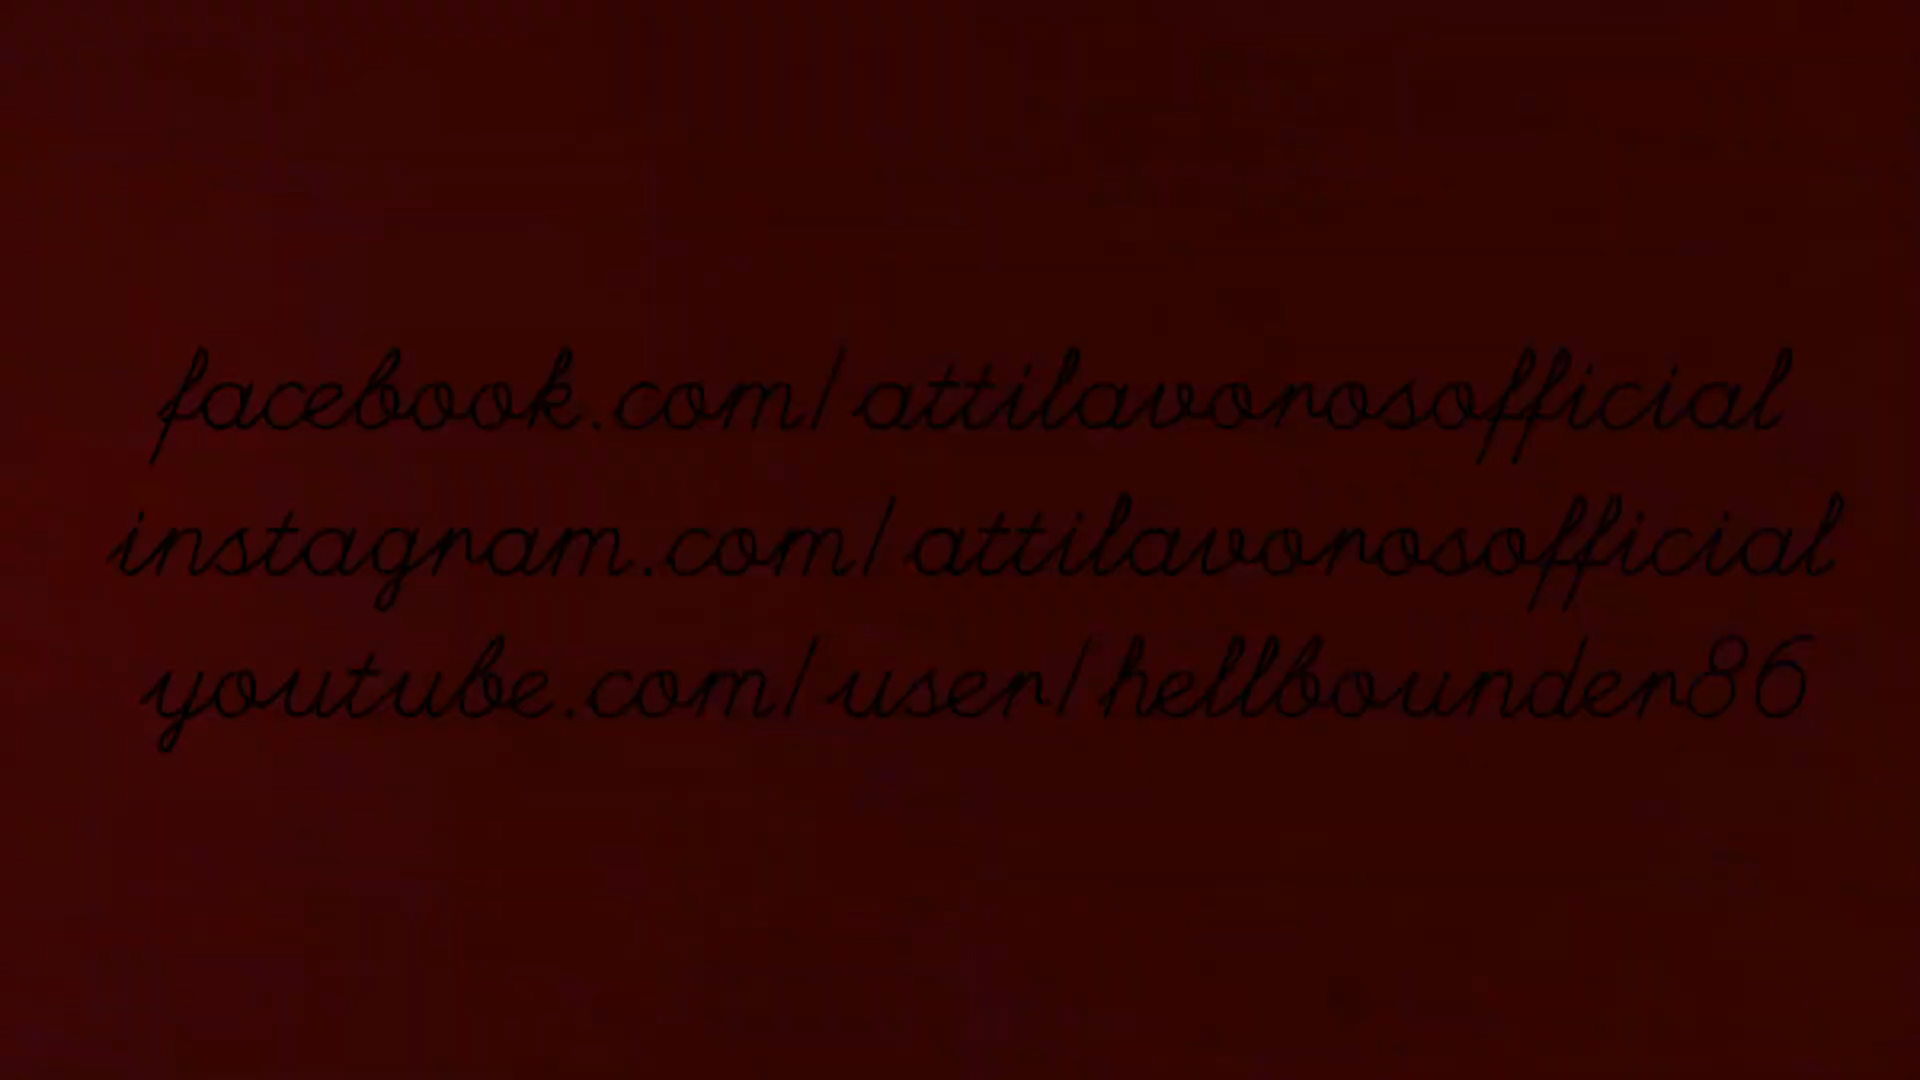 facebook.com/attilavorosofficial
instagram.com/attilavorosofficial
youtube.com/user/hellbounder86